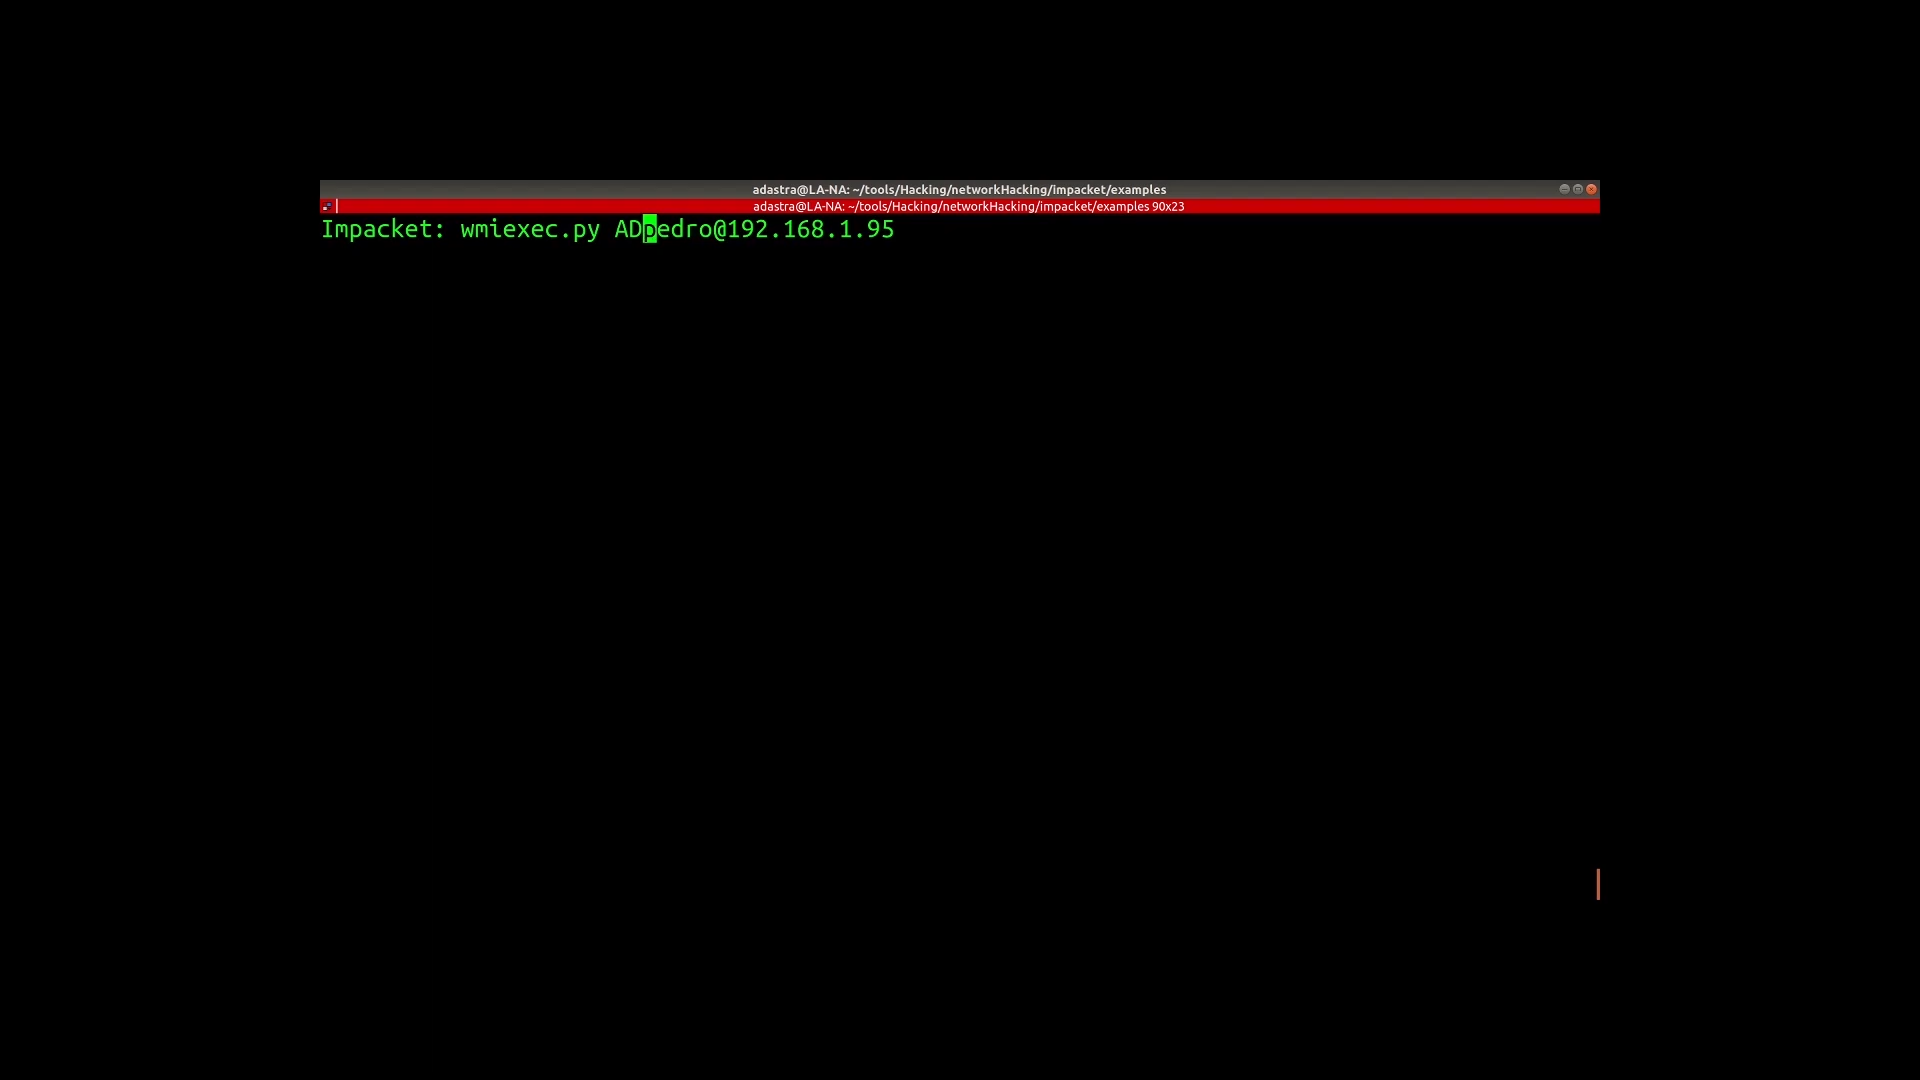 adastra@LA-NA: ~/tools/Hacking/networkHacking/impacket/examples
adastra@LA-NA: ~/tools/Hacking/networkHacking/impacket/examples 90x23
Impacket: wmiexec.py ADpedro@192.168.1.95